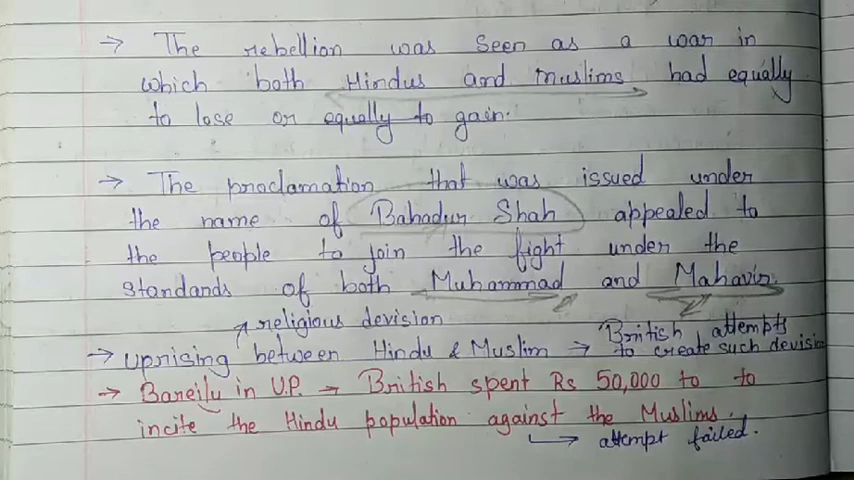 → The rebellion was seen as a war in
which both Hindus and Muslims had equally
to lose or equally to gain.
→ The proclamation that was issued under
the name of Bahadur Shah appealed to
the people to join the fight under the
standards of both Muhammad and Mahavir.
religious devision
→ uprising between Hindu & Muslim → British attempts
to create such devision
→ Bareilu in U.P. → British spent Rs 50,000 to to
incite the Hindu population against the Muslims.
→ attempt failed.